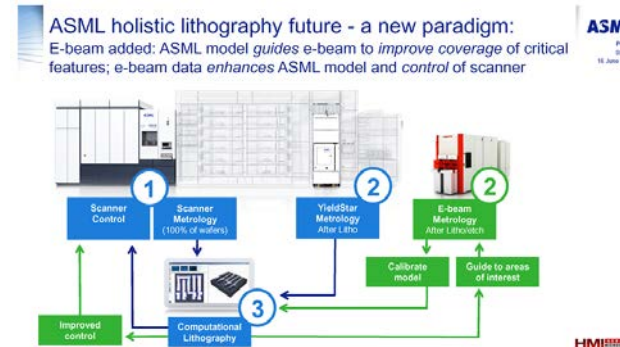 ASML holistic lithography future - a new paradigm:
E-beam added: ASML model guides e-beam to improve coverage of critical
features; e-beam data enhances ASML model and control of scanner
ASM
16 June
1
2
2
Scanner
Control
Scanner
Metrology
(100% of wafers)
YieldStar
Metrology
After Litho
E-beam
Metrology
After Litho/etch
Calibrate
model
Guide to areas
of interest
3
Improved
control
Computational
Lithography
HMI